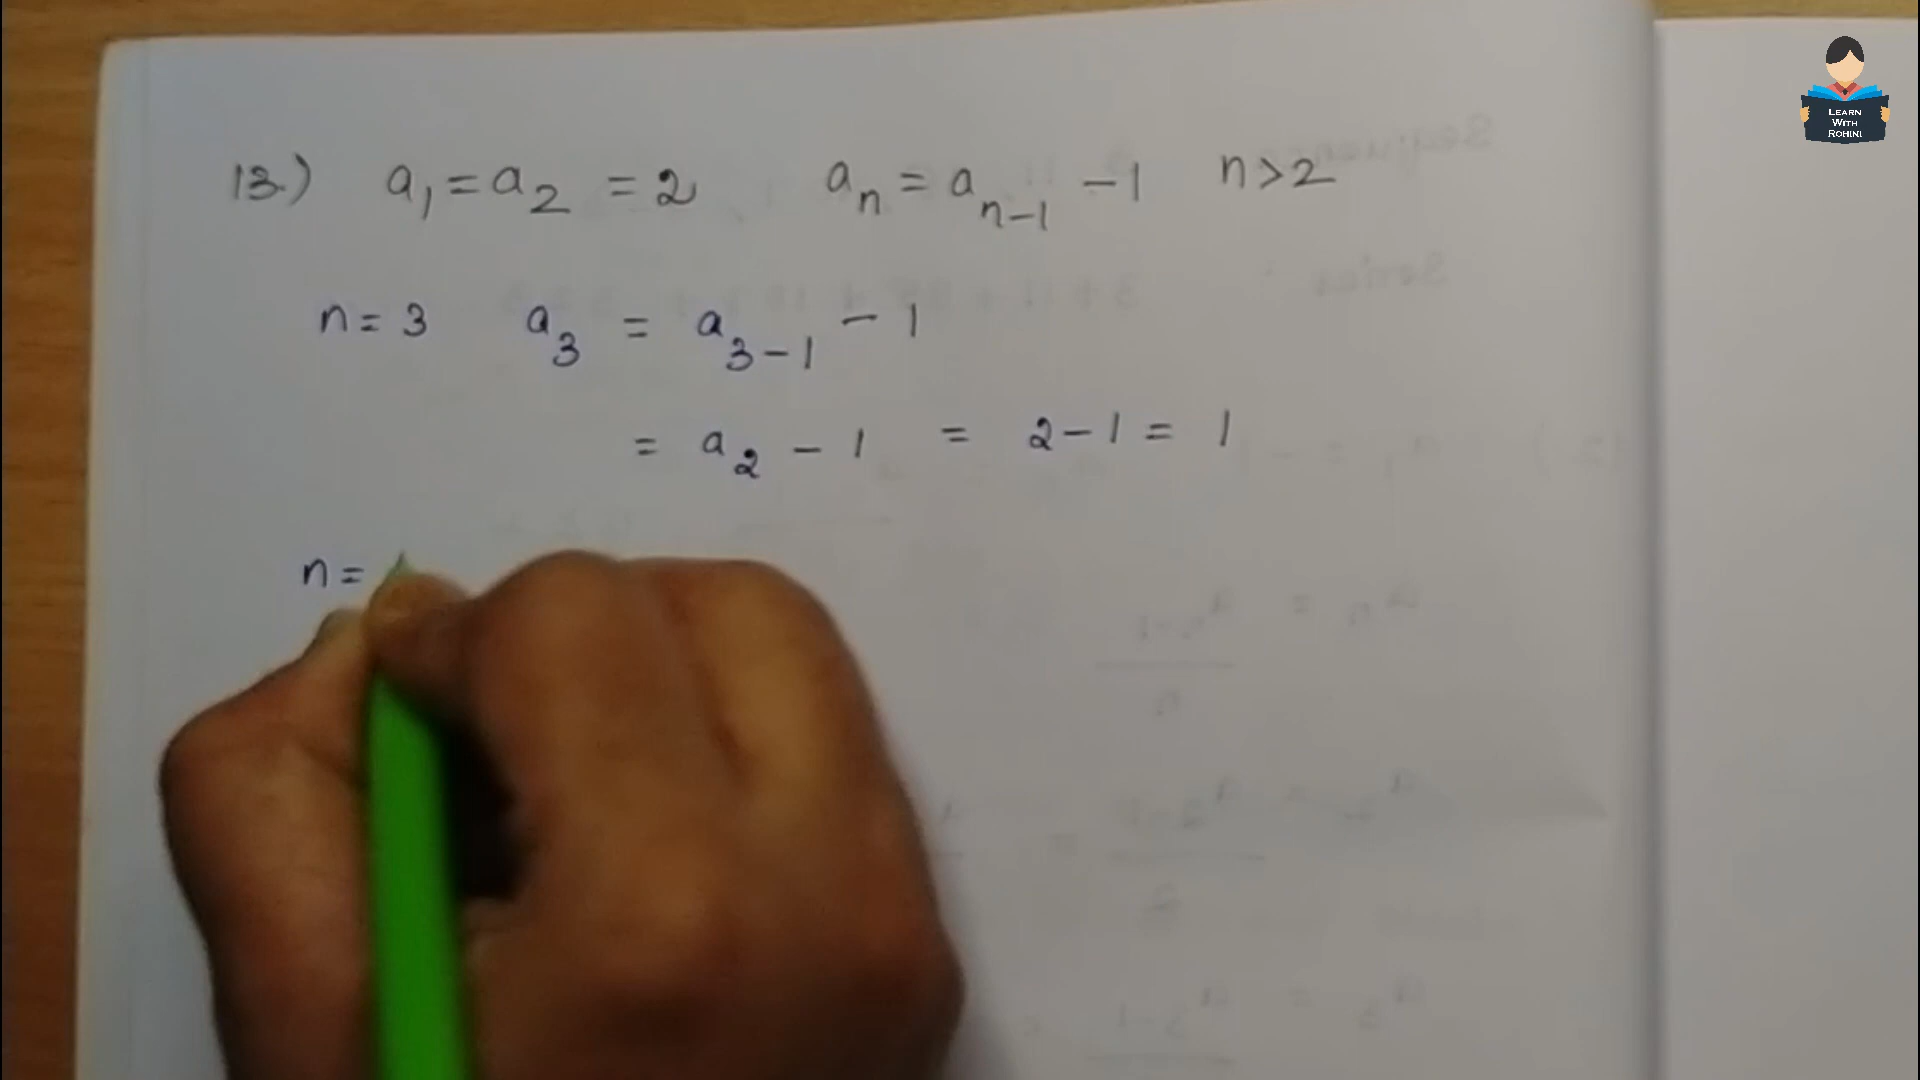 13.) a₁ = a₂ = 2 aₙ = aₙ₋₁ - 1 n > 2
n = 3 a₃ = a₃₋₁ - 1
= a₂ - 1 = 2 - 1 = 1
n =
LEARN
WITH
ROHINI